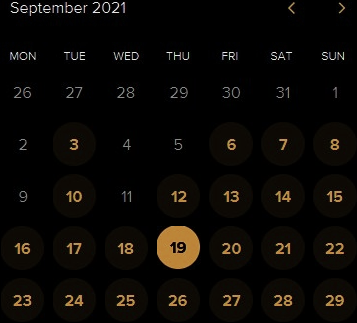 September 2021
MON TUE WED THU FRI SAT SUN
26 27 28 29 30 31 1
2 3 4 5 6 7 8
9 10 11 12 13 14 15
16 17 18 19 20 21 22
23 24 25 26 27 28 29